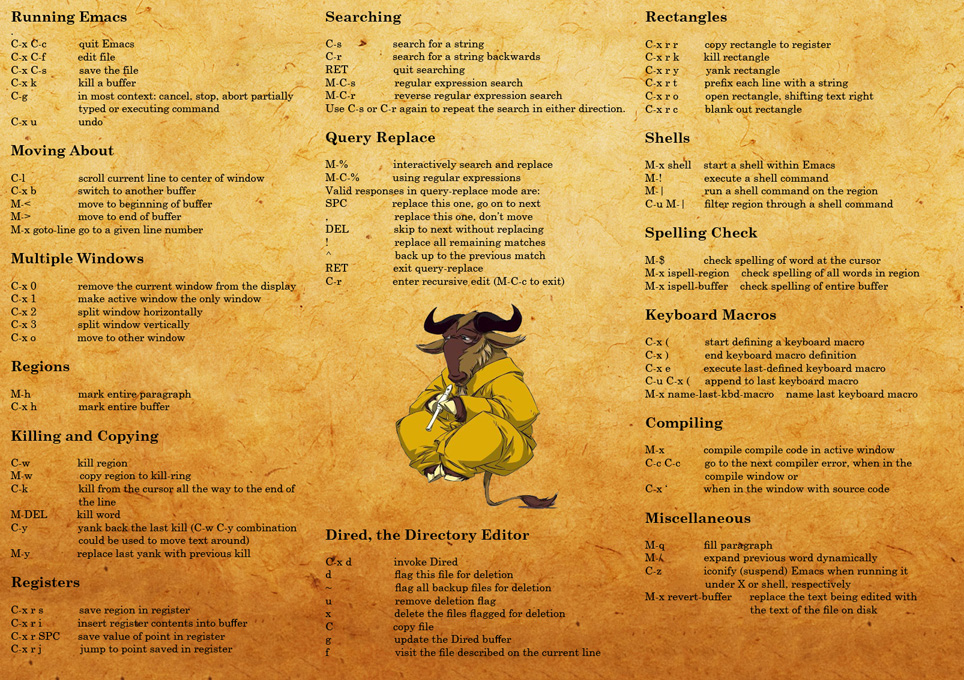 Running Emacs
C-x C-c quit Emacs
C-x C-f edit file
C-x C-s save the file
C-x k kill a buffer
C-g in most context: cancel, stop, abort partially
typed or executing command
C-x u undo
Moving About
C-l scroll current line to center of window
C-x b switch to another buffer
M-< move to beginning of buffer
M-> move to end of buffer
M-x goto-line go to a given line number
Multiple Windows
C-x 0 remove the current window from the display
C-x 1 make active window the only window
C-x 2 split window horizontally
C-x 3 split window vertically
C-x o move to other window
Regions
M-h mark entire paragraph
C-x h mark entire buffer
Killing and Copying
C-w kill region
M-w copy region to kill-ring
C-k kill from the cursor all the way to the end of
the line
M-DEL kill word
C-y yank back the last kill (C-w C-y combination
could be used to move text around)
M-y replace last yank with previous kill
Registers
C-x r s save region in register
C-x r i insert register contents into buffer
C-x r SPC save value of point in register
C-x r j jump to point saved in register
Searching
C-s search for a string
C-r search for a string backwards
RET quit searching
M-C-s regular expression search
M-C-r reverse regular expression search
Use C-s or C-r again to repeat the search in either direction.
Query Replace
M-% interactively search and replace
M-C-% using regular expressions
Valid responses in query-replace mode are:
SPC replace this one, go on to next
, replace this one, don't move
DEL skip to next without replacing
! replace all remaining matches
^ back up to the previous match
RET exit query-replace
C-r enter recursive edit (M-C-c to exit)
Dired, the Directory Editor
C-x d invoke Dired
d flag this file for deletion
~ flag all backup files for deletion
u remove deletion flag
x delete the files flagged for deletion
C copy file
g update the Dired buffer
f visit the file described on the current line
Rectangles
C-x r r copy rectangle to register
C-x r k kill rectangle
C-x r y yank rectangle
C-x r t prefix each line with a string
C-x r o open rectangle, shifting text right
C-x r c blank out rectangle
Shells
M-x shell start a shell within Emacs
M-! execute a shell command
M-| run a shell command on the region
C-u M-| filter region through a shell command
Spelling Check
M-$ check spelling of word at the cursor
M-x ispell-region check spelling of all words in region
M-x ispell-buffer check spelling of entire buffer
Keyboard Macros
C-x ( start defining a keyboard macro
C-x ) end keyboard macro definition
C-x e execute last-defined keyboard macro
C-u C-x ( append to last keyboard macro
M-x name-last-kbd-macro name last keyboard macro
Compiling
M-x compile compile code in active window
C-c C-c go to the next compiler error, when in the
compile window or
C-x ' when in the window with source code
Miscellaneous
M-q fill paragraph
M-/ expand previous word dynamically
C-z iconify (suspend) Emacs when running it
under X or shell, respectively
M-x revert-buffer replace the text being edited with
the text of the file on disk